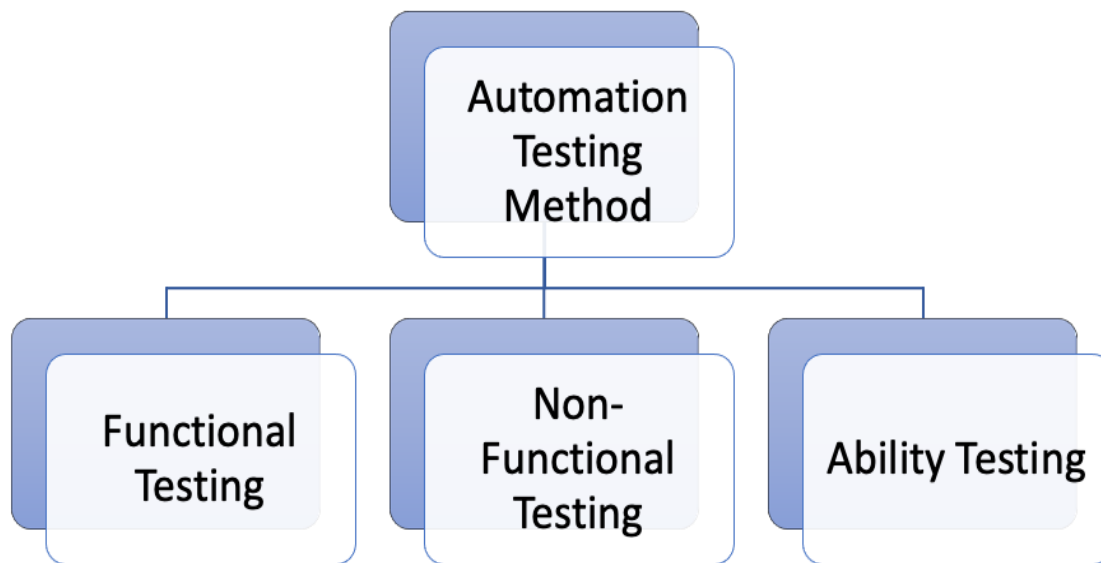 Automation
Testing
Method
Functional
Testing
Non-
Functional
Testing
Ability Testing